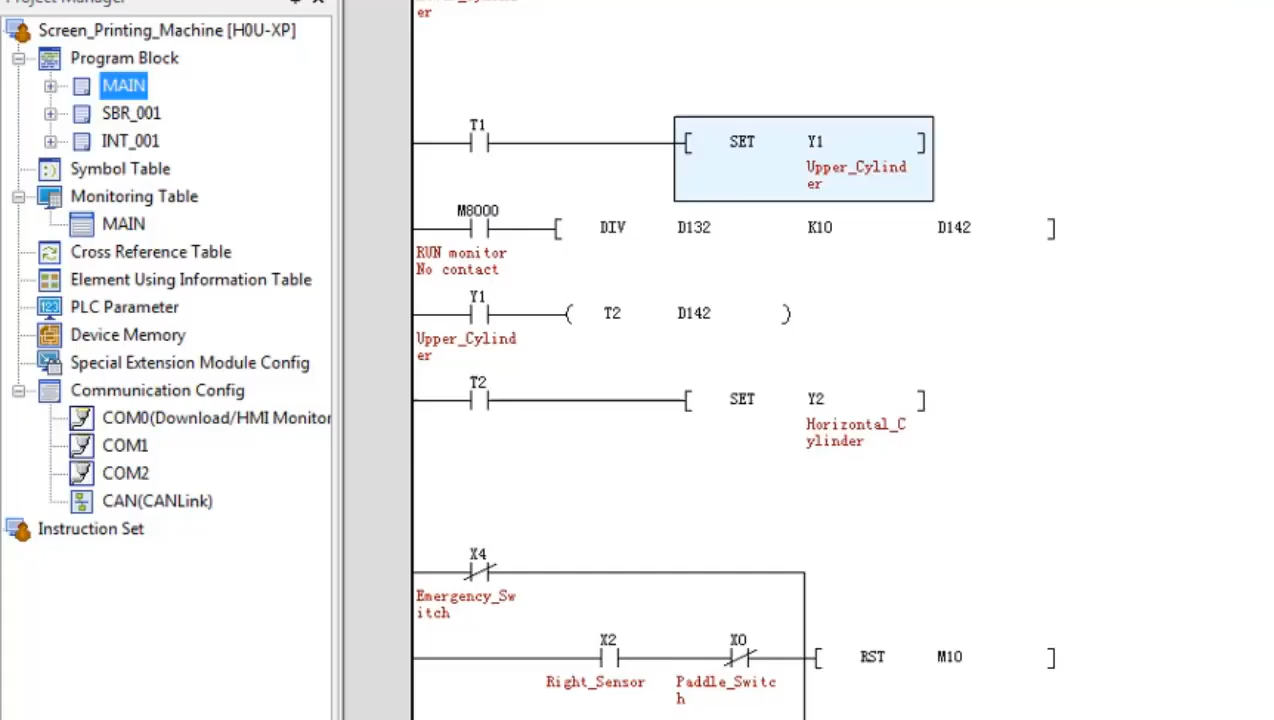 Project Manager
Screen_Printing_Machine [H0U-XP]
Program Block
MAIN
SBR_001
INT_001
Symbol Table
Monitoring Table
MAIN
Cross Reference Table
Element Using Information Table
PLC Parameter
Device Memory
Special Extension Module Config
Communication Config
COM0(Download/HMI Monitor
COM1
COM2
CAN(CANLink)
Instruction Set
er
T1
SET Y1
Upper_Cylind
er
M8000
DIV D132 K10 D142
RUN monitor
No contact
Y1
T2 D142
Upper_Cylind
er
T2
SET Y2
Horizontal_C
ylinder
X4
Emergency_Sw
itch
X2 X0
RST M10
Right_Sensor Paddle_Switc
h